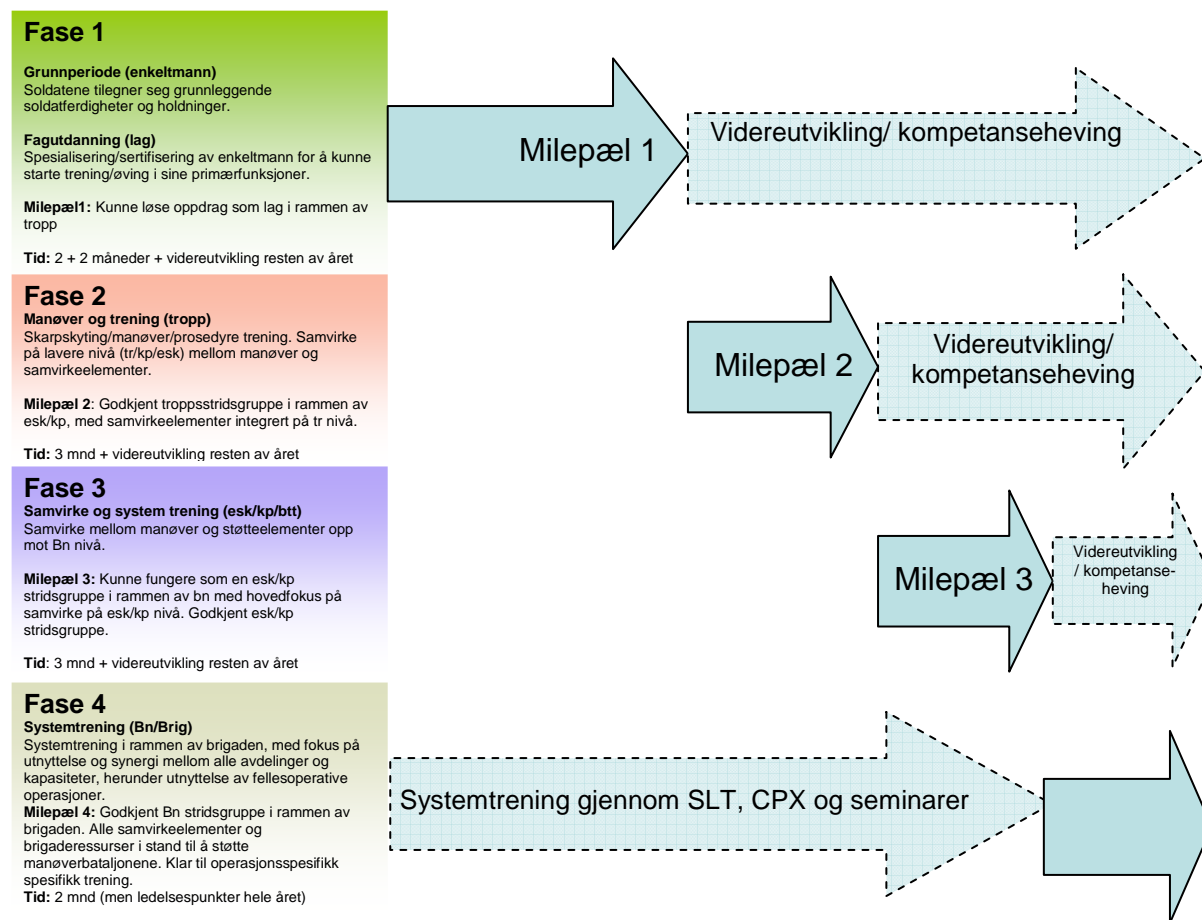 Fase 1
Grunnperiode (enkeltmann)
Soldatene tilegner seg grunnleggende
soldatferdigheter og holdninger.
Fagutdanning (lag)
Spesialisering/sertifisering av enkeltmann for å kunne
starte trening/øving i sine primærfunksjoner.
Milepæl1: Kunne løse oppdrag som lag i rammen av
tropp
Tid: 2 + 2 måneder + videreutvikling resten av året
Milepæl 1
Videreutvikling/ kompetanseheving
Fase 2
Manøver og trening (tropp)
Skarpskyting/manøver/prosedyre trening. Samvirke
på lavere nivå (tr/kp/esk) mellom manøver og
samvirkeelementer.
Milepæl 2: Godkjent troppsstridsgruppe i rammen av
esk/kp, med samvirkeelementer integrert på tr nivå.
Tid: 3 mnd + videreutvikling resten av året
Milepæl 2
Videreutvikling/
kompetanseheving
Fase 3
Samvirke og system trening (esk/kp/btt)
Samvirke mellom manøver og støtteelementer opp
mot Bn nivå.
Milepæl 3: Kunne fungere som en esk/kp
stridsgruppe i rammen av bn med hovedfokus på
samvirke på esk/kp nivå. Godkjent esk/kp
stridsgruppe.
Tid: 3 mnd + videreutvikling resten av året
Milepæl 3
Videreutvikling
/ kompetanse-
heving
Fase 4
Systemtrening (Bn/Brig)
Systemtrening i rammen av brigaden, med fokus på
utnyttelse og synergi mellom alle avdelinger og
kapasiteter, herunder utnyttelse av fellesoperative
operasjoner.
Milepæl 4: Godkjent Bn stridsgruppe i rammen av
brigaden. Alle samvirkeelementer og
brigaderessurser i stand til å støtte
manøverbataljonene. Klar til operasjonsspesifikk
spesifikk trening.
Tid: 2 mnd (men ledelsespunkter hele året)
Systemtrening gjennom SLT, CPX og seminarer